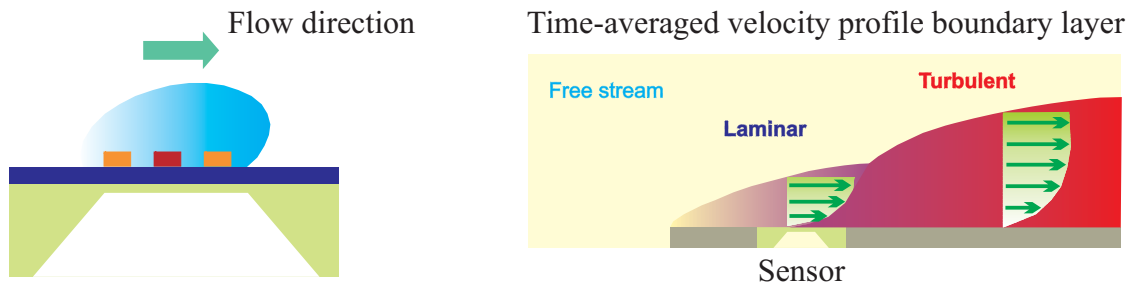 Flow direction
Time-averaged velocity profile boundary layer
Free stream
Turbulent
Laminar
Sensor